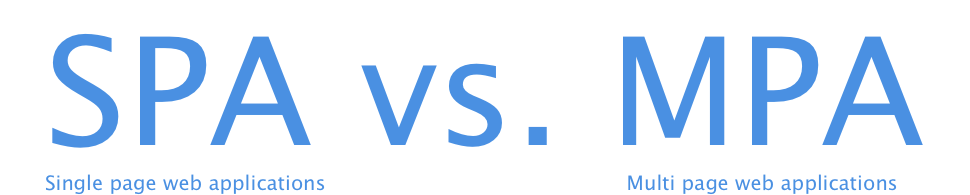 SPA vs. MPA
Single page web applications Multi page web applications